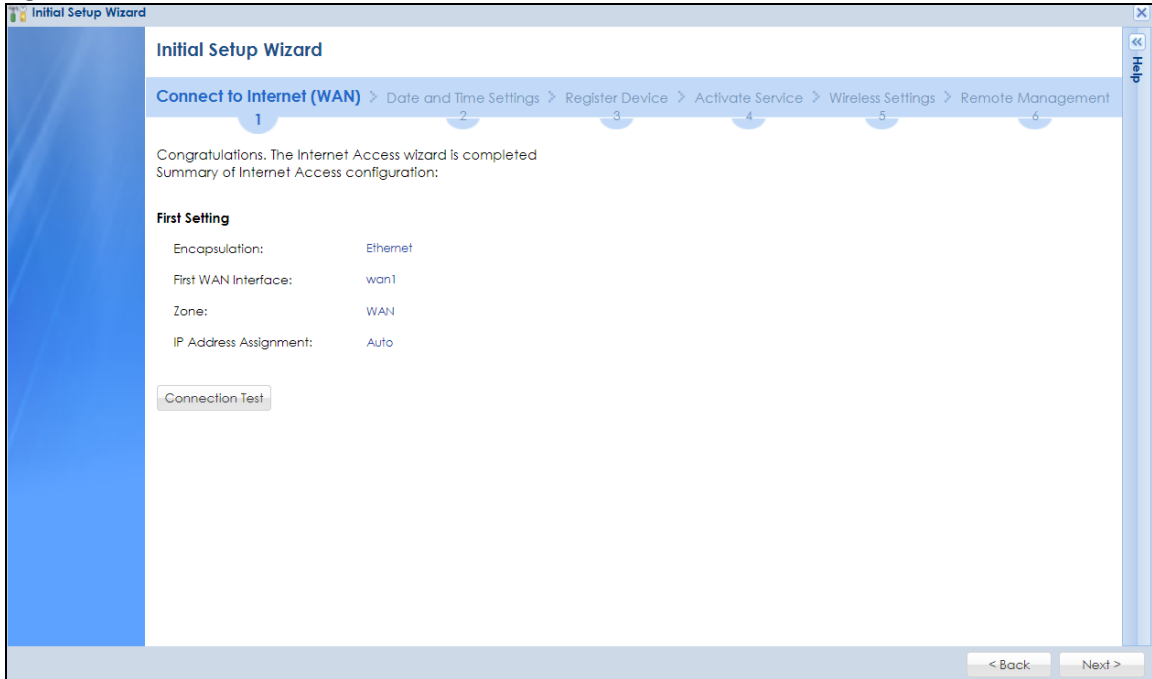 Initial Setup Wizard
Help
Initial Setup Wizard
Connect to Internet (WAN) > Date and Time Settings > Register Device > Activate Service > Wireless Settings > Remote Management
1 2 3 4 5 6
Congratulations. The Internet Access wizard is completed
Summary of Internet Access configuration:
First Setting
Encapsulation: Ethernet
First WAN Interface: wan1
Zone: WAN
IP Address Assignment: Auto
Connection Test
< Back Next >